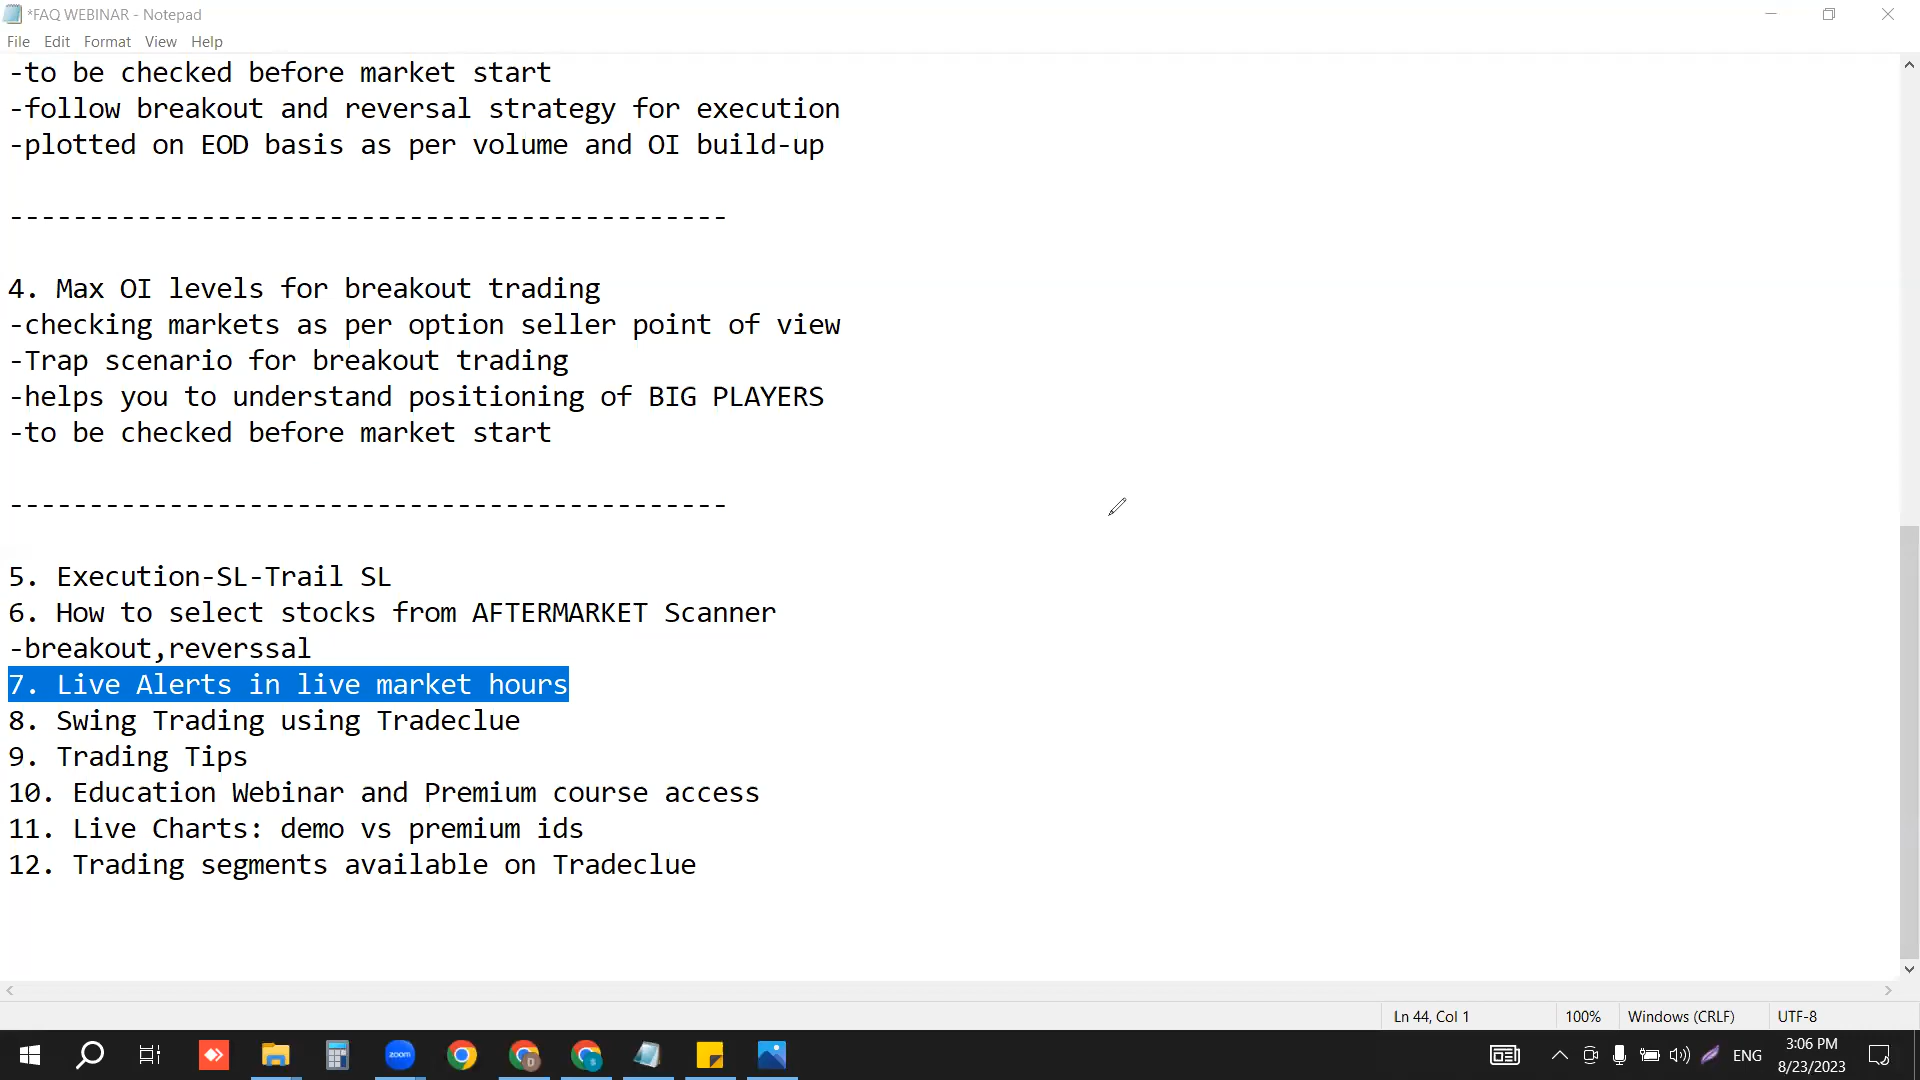 *FAQ WEBINAR - Notepad
File Edit Format View Help
-to be checked before market start
-follow breakout and reversal strategy for execution
-plotted on EOD basis as per volume and OI build-up
---------------------------------------------
4. Max OI levels for breakout trading
-checking markets as per option seller point of view
-Trap scenario for breakout trading
-helps you to understand positioning of BIG PLAYERS
-to be checked before market start
---------------------------------------------
5. Execution-SL-Trail SL
6. How to select stocks from AFTERMARKET Scanner
-breakout,reverssal
7. Live Alerts in live market hours
8. Swing Trading using Tradeclue
9. Trading Tips
10. Education Webinar and Premium course access
11. Live Charts: demo vs premium ids
12. Trading segments available on Tradeclue
Ln 44, Col 1 100% Windows (CRLF) UTF-8
zoom D S ENG 3:06 PM
8/23/2023